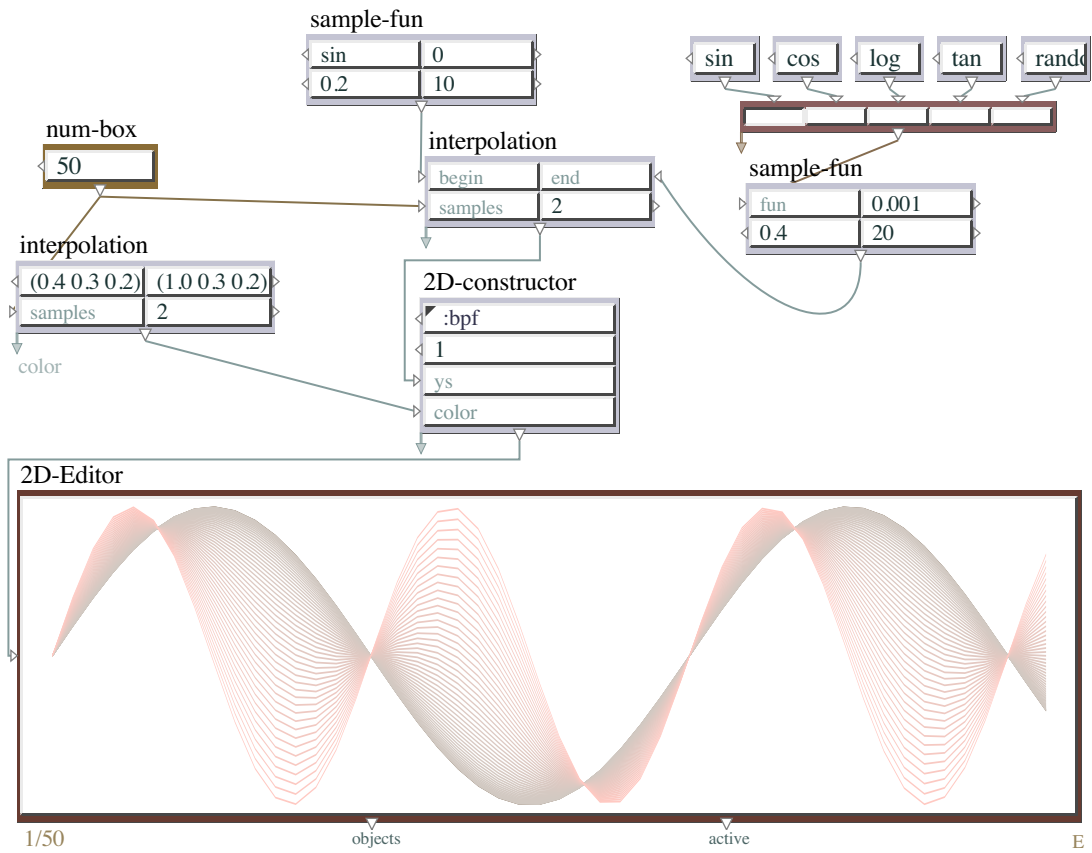 sample-fun
sin 0
0.2 10
sin cos log tan rand
num-box
50
interpolation
begin end
samples 2
sample-fun
fun 0.001
0.4 20
interpolation
(0.4 0.3 0.2) (1.0 0.3 0.2)
samples 2
color
2D-constructor
:bpf
1
ys
color
2D-Editor
1/50 objects active E